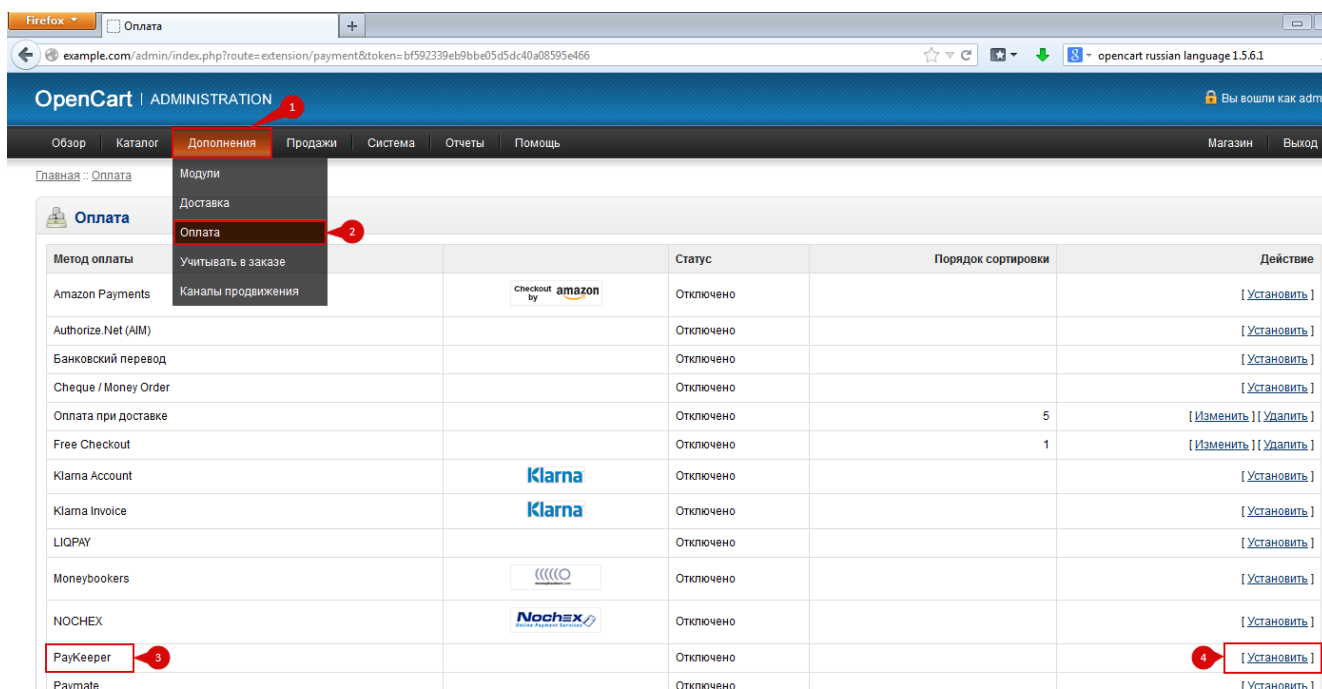 Firefox
Оплата
example.com/admin/index.php?route=extension/payment&token=bf592339eb9bbe05d5dc40a08595e466
opencart russian language 1.5.6.1
OpenCart | ADMINISTRATION
Вы вошли как adm
1
Обзор Каталог Дополнения Продажи Система Отчеты Помощь Магазин Выход
Главная :: Оплата
Модули
Доставка
Оплата
Оплата 2
Учитывать в заказе
Каналы продвижения
Метод оплаты Статус Порядок сортировки Действие
Amazon Payments Checkout by amazon Отключено [ Установить ]
Authorize.Net (AIM) Отключено [ Установить ]
Банковский перевод Отключено [ Установить ]
Cheque / Money Order Отключено [ Установить ]
Оплата при доставке Отключено 5 [ Изменить ] [ Удалить ]
Free Checkout Отключено 1 [ Изменить ] [ Удалить ]
Klarna Account Klarna Отключено [ Установить ]
Klarna Invoice Klarna Отключено [ Установить ]
LIQPAY Отключено [ Установить ]
Moneybookers Отключено [ Установить ]
NOCHEX Nochex Online Payment Services Отключено [ Установить ]
PayKeeper 3 Отключено 4 [ Установить ]
Paymate Отключено [ Установить ]